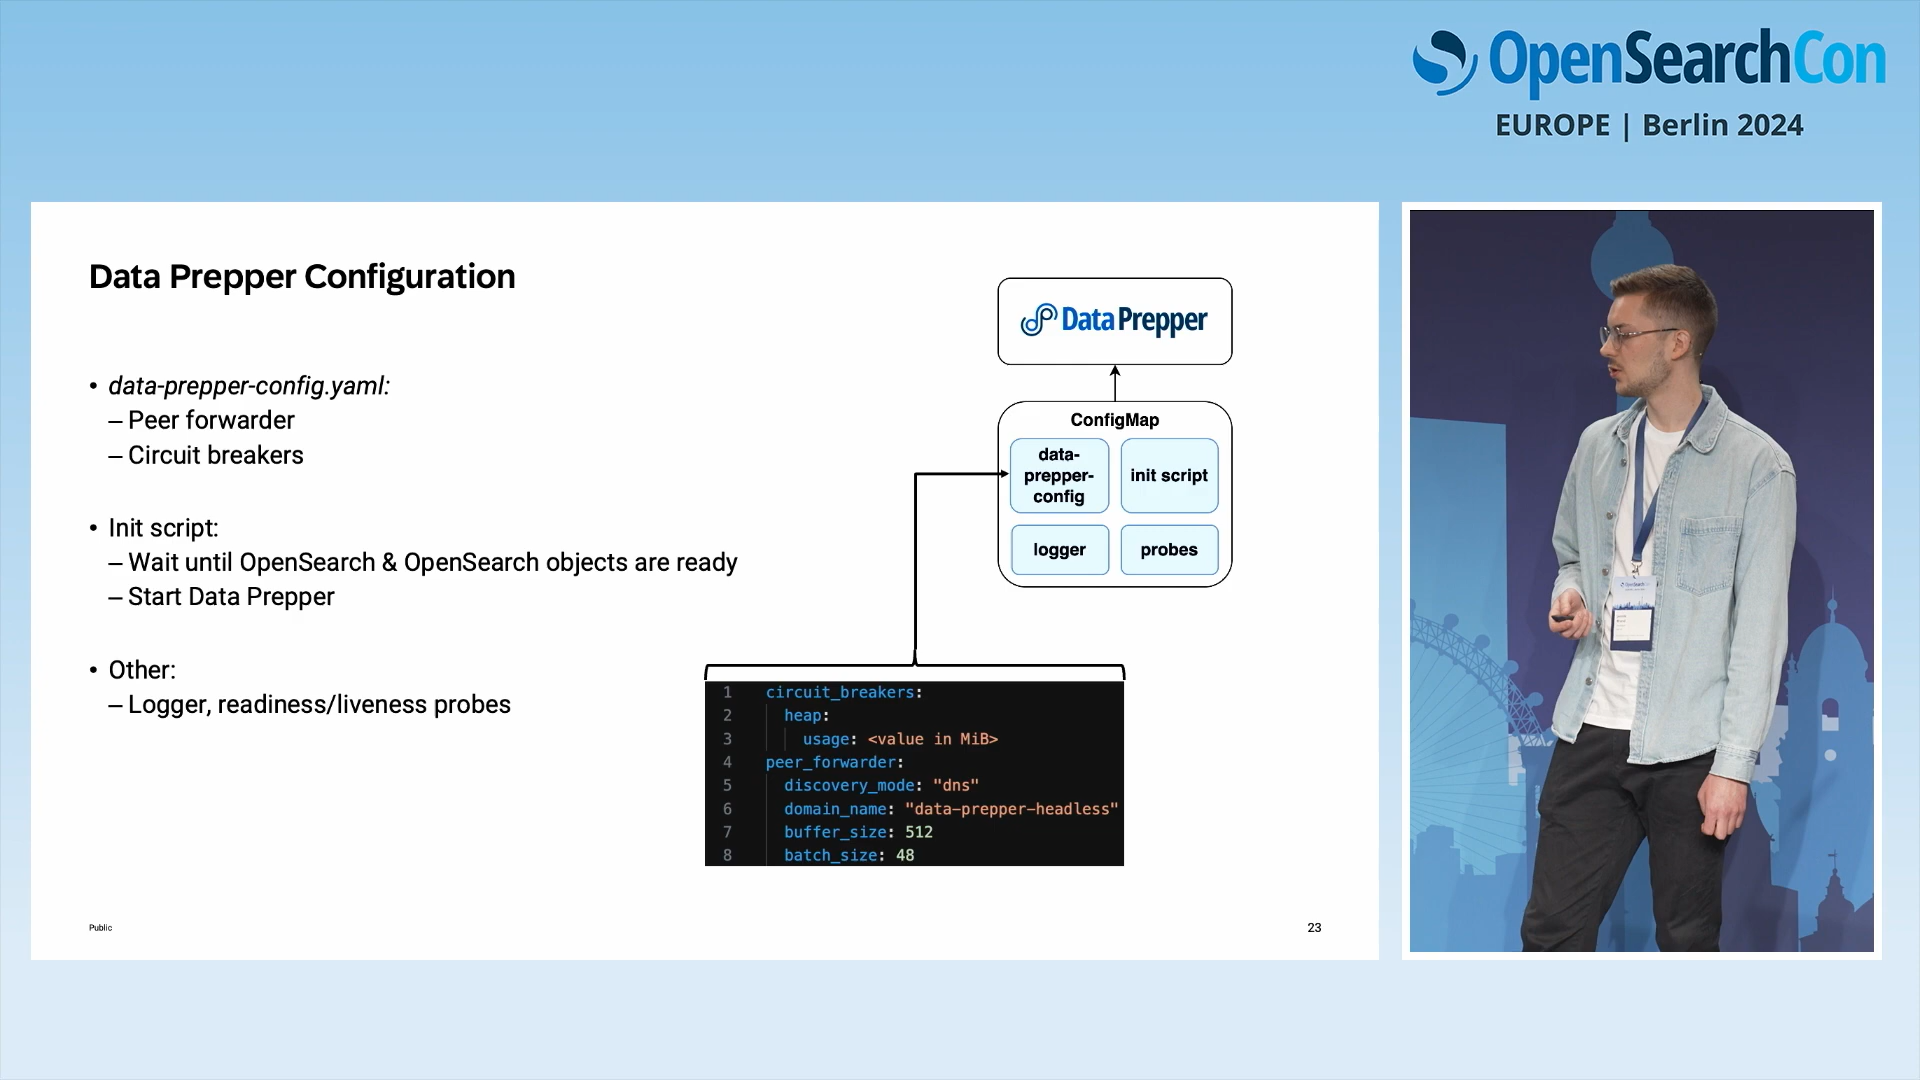 OpenSearchCon
EUROPE | Berlin 2024
Data Prepper Configuration
• data-prepper-config.yaml:
– Peer forwarder
– Circuit breakers
• Init script:
– Wait until OpenSearch & OpenSearch objects are ready
– Start Data Prepper
• Other:
– Logger, readiness/liveness probes
Data Prepper
ConfigMap
data-
prepper-
config
init script
logger
probes
1 circuit_breakers:
2 heap:
3 usage: <value in MiB>
4 peer_forwarder:
5 discovery_mode: "dns"
6 domain_name: "data-prepper-headless"
7 buffer_size: 512
8 batch_size: 48
Public
23